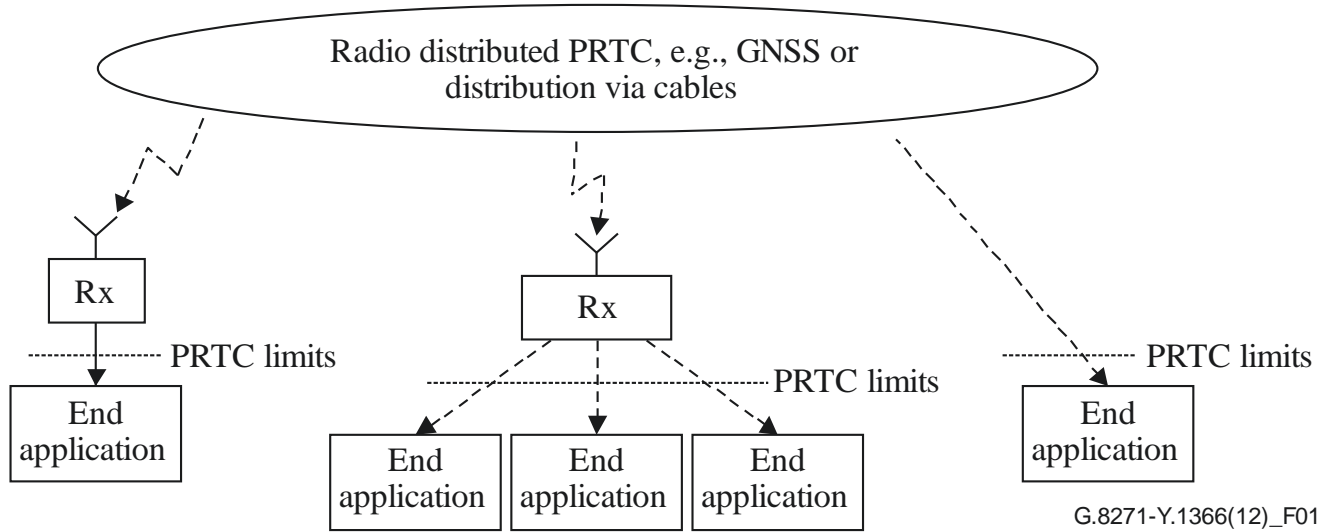 Radio distributed PRTC, e.g., GNSS or
distribution via cables
Rx
PRTC limits
End
application
Rx
PRTC limits
End
application
End
application
End
application
PRTC limits
End
application
G.8271-Y.1366(12)_F01